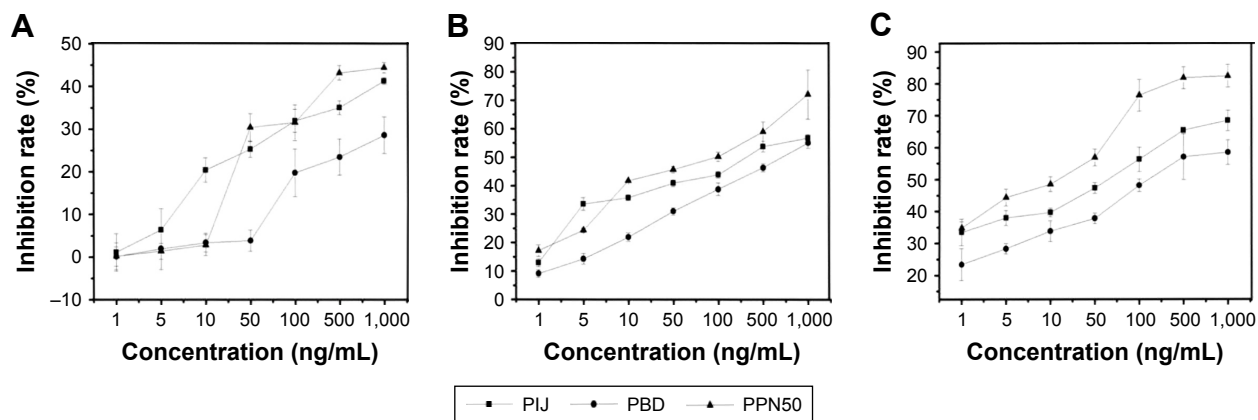 A
Inhibition rate (%)
50
40
30
20
10
0
–10
1 5 10 50 100 500 1,000
Concentration (ng/mL)
B
Inhibition rate (%)
90
80
70
60
50
40
30
20
10
0
1 5 10 50 100 500 1,000
Concentration (ng/mL)
C
Inhibition rate (%)
90
80
70
60
50
40
30
20
1 5 10 50 100 500 1,000
Concentration (ng/mL)
PIJ PBD PPN50